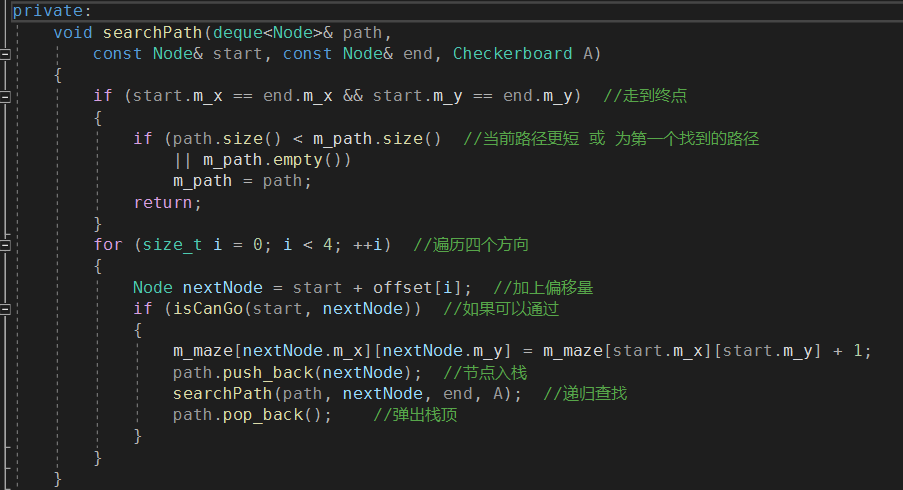 private:
void searchPath(deque<Node>& path,
const Node& start, const Node& end, Checkerboard A)
{
if (start.m_x == end.m_x && start.m_y == end.m_y)  //走到终点
{
if (path.size() < m_path.size()  //当前路径更短 或 为第一个找到的路径
|| m_path.empty())
m_path = path;
return;
}
for (size_t i = 0; i < 4; ++i)  //遍历四个方向
{
Node nextNode = start + offset[i];  //加上偏移量
if (isCanGo(start, nextNode))  //如果可以通过
{
m_maze[nextNode.m_x][nextNode.m_y] = m_maze[start.m_x][start.m_y] + 1;
path.push_back(nextNode);  //节点入栈
searchPath(path, nextNode, end, A);  //递归查找
path.pop_back();    //弹出栈顶
}
}
}